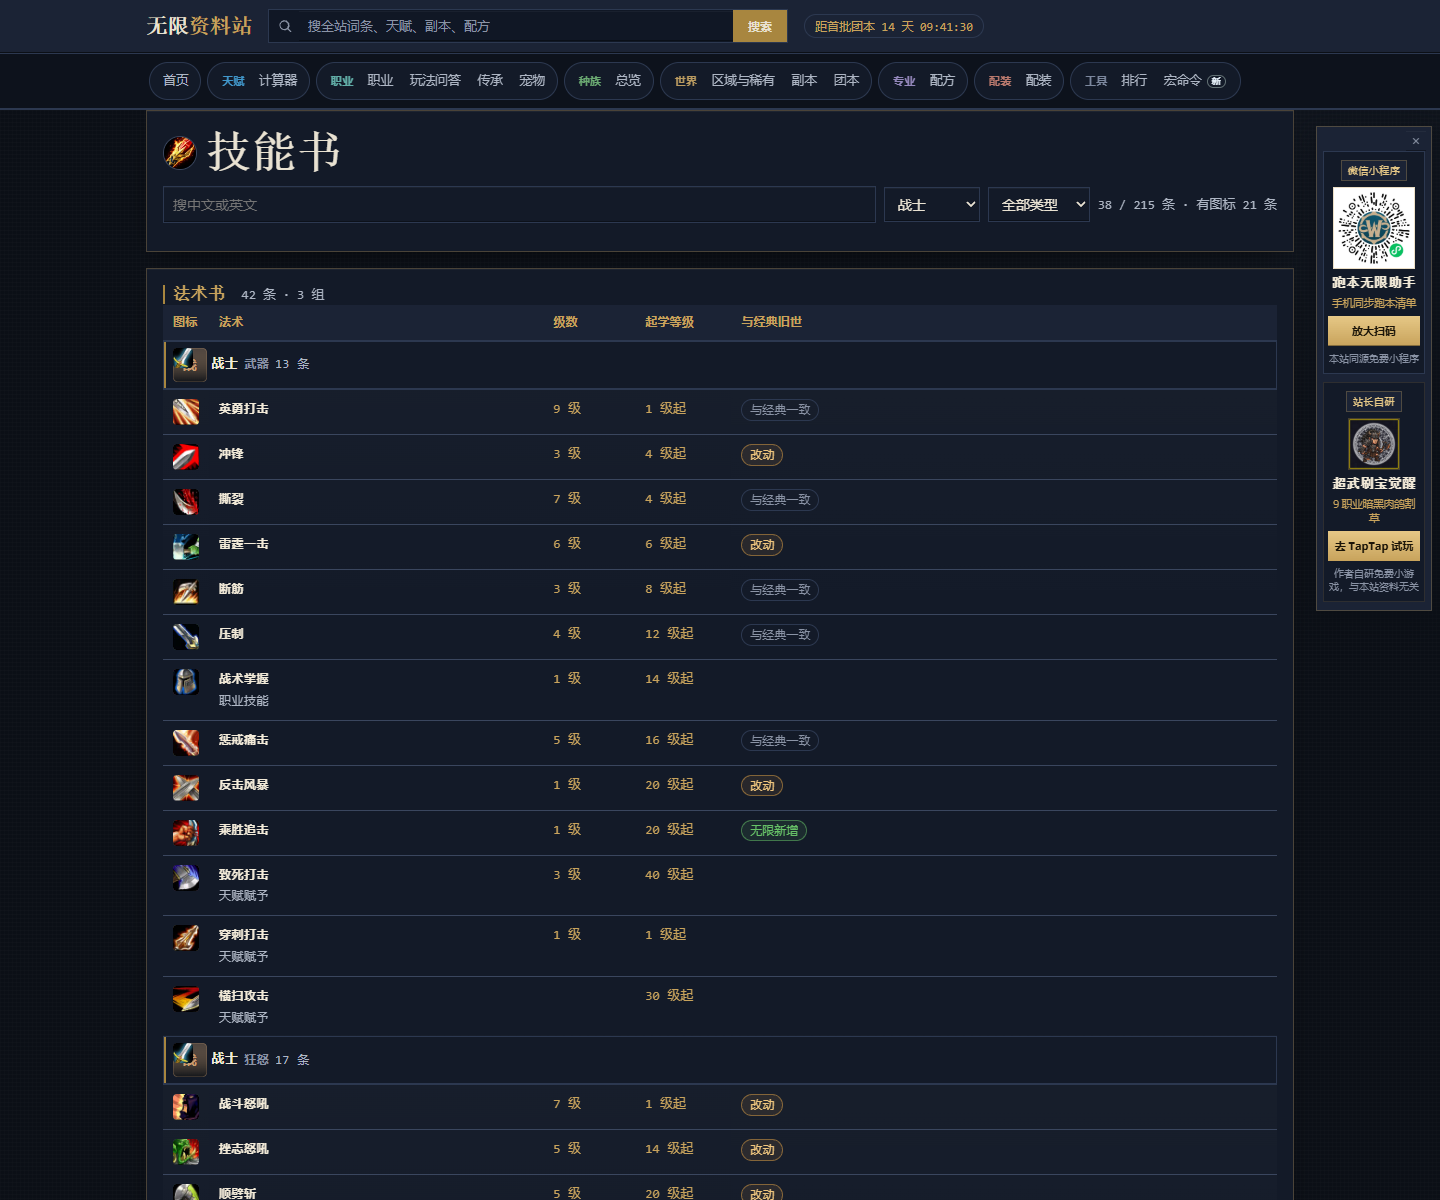 无限资料站
搜全站词条、天赋、副本、配方
搜索
距首批团本 14 天 09:41:30
首页
天赋 计算器
职业 职业 玩法问答 传承 宠物
种族 总览
世界 区域与稀有 副本 团本
专业 配方
配装 配装
工具 排行 宏命令 新
技能书
搜中文或英文
战士
全部类型
38 / 215 条 · 有图标 21 条
法术书 42 条 · 3 组
图标 法术 级数 起学等级 与经典旧世
战士 武器 13 条
英勇打击 9 级 1 级起 与经典一致
冲锋 3 级 4 级起 改动
撕裂 7 级 4 级起 与经典一致
雷霆一击 6 级 6 级起 改动
断筋 3 级 8 级起 与经典一致
压制 4 级 12 级起 与经典一致
战术掌握 1 级 14 级起
职业技能
惩戒痛击 5 级 16 级起 与经典一致
反击风暴 1 级 20 级起 改动
乘胜追击 1 级 20 级起 无限新增
致死打击 3 级 40 级起
天赋赋予
穿刺打击 1 级 1 级起
天赋赋予
横扫攻击 30 级起
天赋赋予
战士 狂怒 17 条
战斗怒吼 7 级 1 级起 改动
挫志怒吼 5 级 14 级起 改动
顺劈斩 5 级 20 级起 改动
×
微信小程序
跑本无限助手
手机同步跑本清单
放大扫码
本站同源免费小程序
站长自研
超武刷宝觉醒
9 职业暗黑肉鸽割
草
去 TapTap 试玩
作者自研免费小游
戏，与本站资料无关